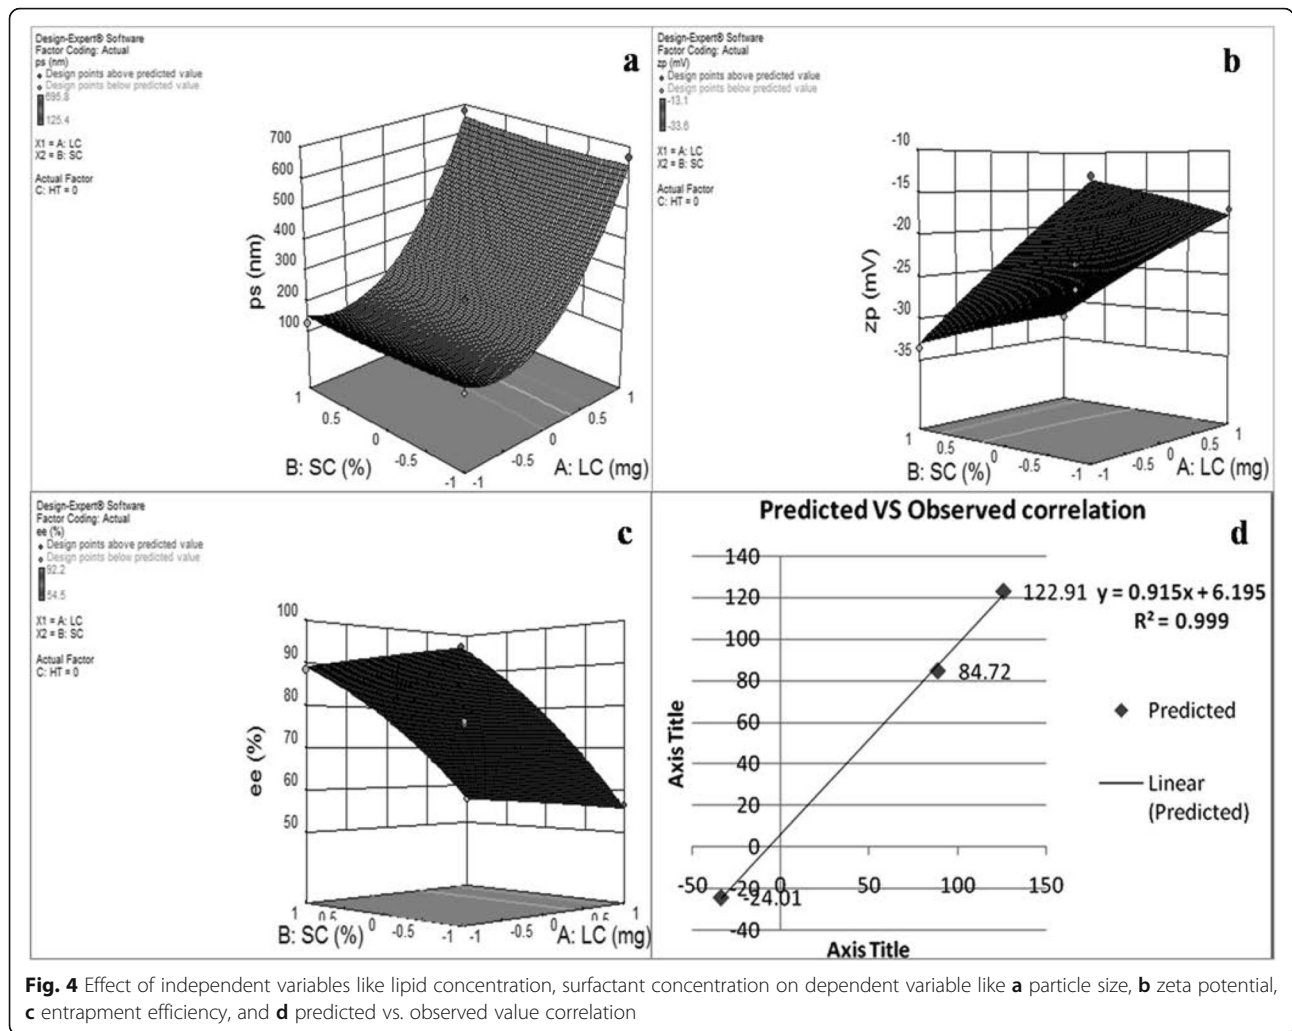 Design-Expert® Software
Factor Coding: Actual
ps (nm)
Design points above predicted value
Design points below predicted value
695.8
125.4
X1 = A: LC
X2 = B: SC
Actual Factor
C: HT = 0
a
700
600
500
400
300
200
100
ps (nm)
1
0.5
0
-0.5
-1
B: SC (%)
-1
-0.5
0
0.5
1
A: LC (mg)
Design-Expert® Software
Factor Coding: Actual
zp (mV)
Design points above predicted value
Design points below predicted value
-13.1
-33.6
X1 = A: LC
X2 = B: SC
Actual Factor
C: HT = 0
b
-10
-15
-20
-25
-30
-35
zp (mV)
1
0.5
0
-0.5
-1
B: SC (%)
-1
-0.5
0
0.5
1
A: LC (mg)
Design-Expert® Software
Factor Coding: Actual
ee (%)
Design points above predicted value
Design points below predicted value
92.2
54.5
X1 = A: LC
X2 = B: SC
Actual Factor
C: HT = 0
c
100
90
80
70
60
50
ee (%)
1
0.5
0
-0.5
-1
B: SC (%)
-1
-0.5
0
0.5
1
A: LC (mg)
Predicted VS Observed correlation
d
140
120
100
80
60
40
20
0
-20
-40
-50
0
50
100
150
122.91
84.72
-24.01
y = 0.915x + 6.195
R² = 0.999
Predicted
Linear
(Predicted)
Axis Title
Axis Title
Fig. 4 Effect of independent variables like lipid concentration, surfactant concentration on dependent variable like a particle size, b zeta potential,
c entrapment efficiency, and d predicted vs. observed value correlation